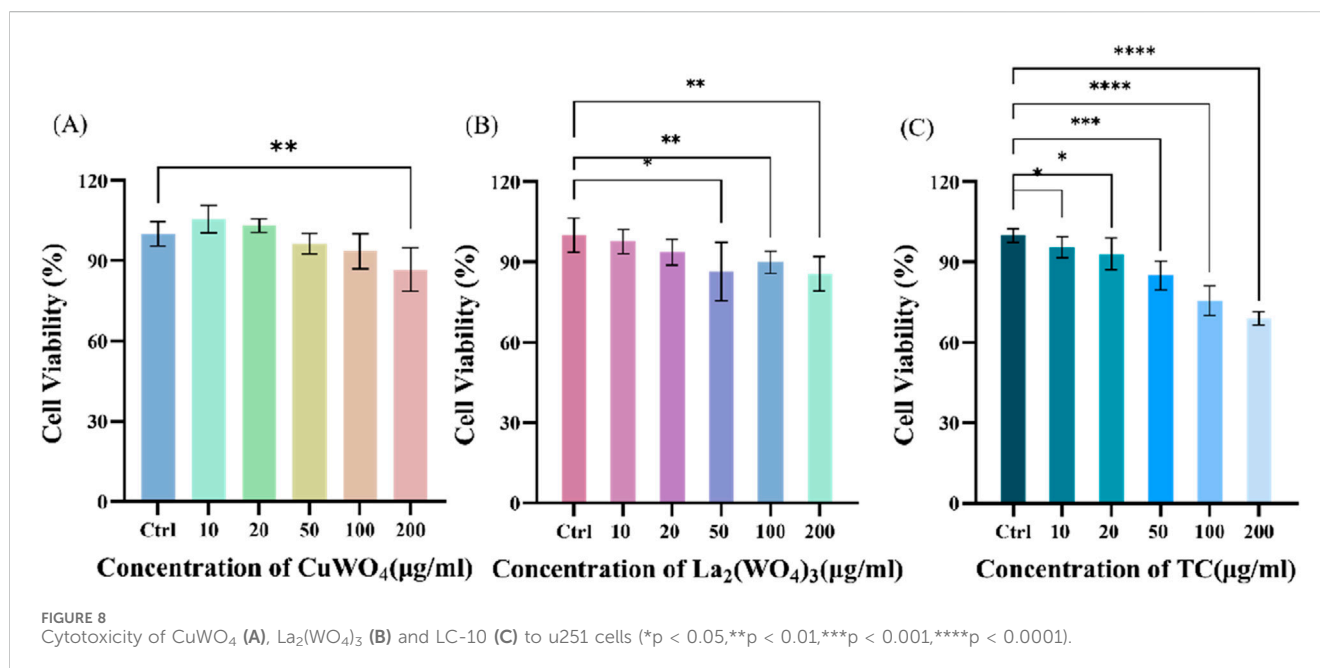 (A)
**
Cell Viability (%)
120
90
60
30
0
Ctrl 10 20 50 100 200
Concentration of CuWO₄(μg/ml)
(B)
**
**
*
Cell Viability (%)
120
90
60
30
0
Ctrl 10 20 50 100 200
Concentration of La₂(WO₄)₃(μg/ml)
(C)
****
****
***
*
*
Cell Viability (%)
120
90
60
30
0
Ctrl 10 20 50 100 200
Concentration of TC(μg/ml)
FIGURE 8
Cytotoxicity of CuWO₄ (A), La₂(WO₄)₃ (B) and LC-10 (C) to u251 cells (*p < 0.05,**p < 0.01,***p < 0.001,****p < 0.0001).